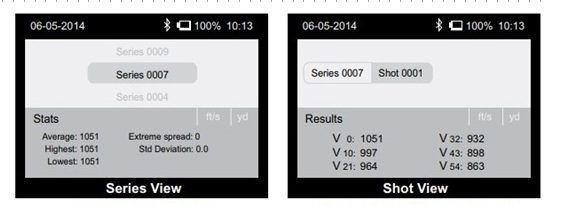 06-05-2014 100% 10:13
Series 0009
Series 0007
Series 0004
Stats ft/s yd
Average: 1051 Extreme spread: 0
Highest: 1051 Std Deviation: 0.0
Lowest: 1051
Series View
06-05-2014 100% 10:13
Series 0007 Shot 0001
Results ft/s yd
V 0: 1051 V 32: 932
V 10: 997 V 43: 898
V 21: 964 V 54: 863
Shot View